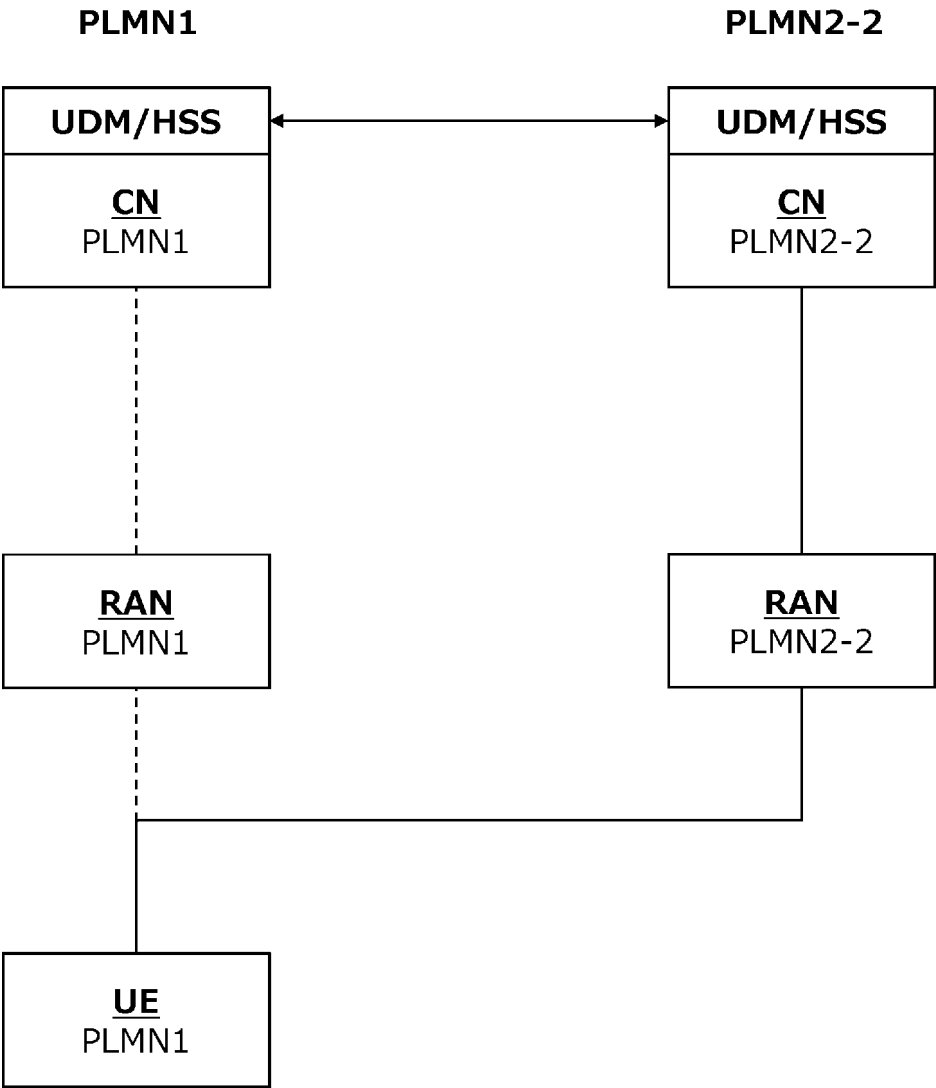 PLMN1
PLMN2-2
UDM/HSS
UDM/HSS
CN
PLMN1
CN
PLMN2-2
RAN
PLMN1
RAN
PLMN2-2
UE
PLMN1